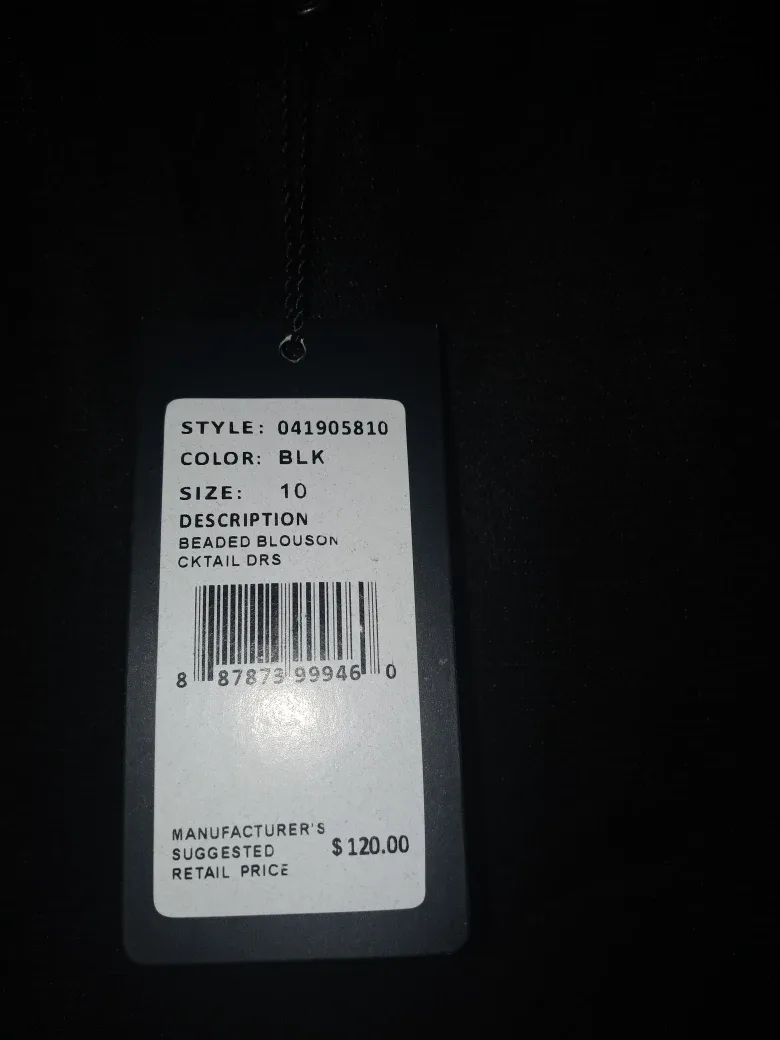 STYLE: 041905810
COLOR: BLK
SIZE: 10
DESCRIPTION
BEADED BLOUSON
CKTAIL DRS
8 87873 99946 0
MANUFACTURER'S
SUGGESTED
RETAIL PRICE
$120.00